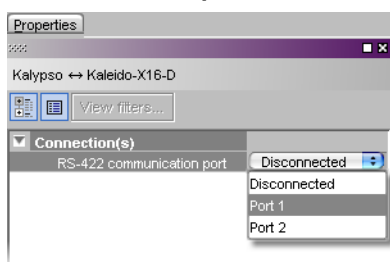 Properties
Kalypso ↔ Kaleido-X16-D
View filters...
Connection(s)
RS-422 communication port Disconnected
Disconnected
Port 1
Port 2